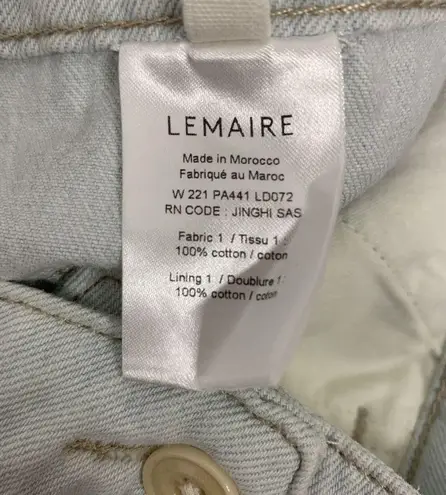 LEMAIRE
Made in Morocco
Fabriqué au Maroc
W 221 PA441 LD072
RN CODE : JINGHI SAS
Fabric 1 / Tissu 1 :
100% cotton / coton
Lining 1 / Doublure 1 :
100% cotton / coton